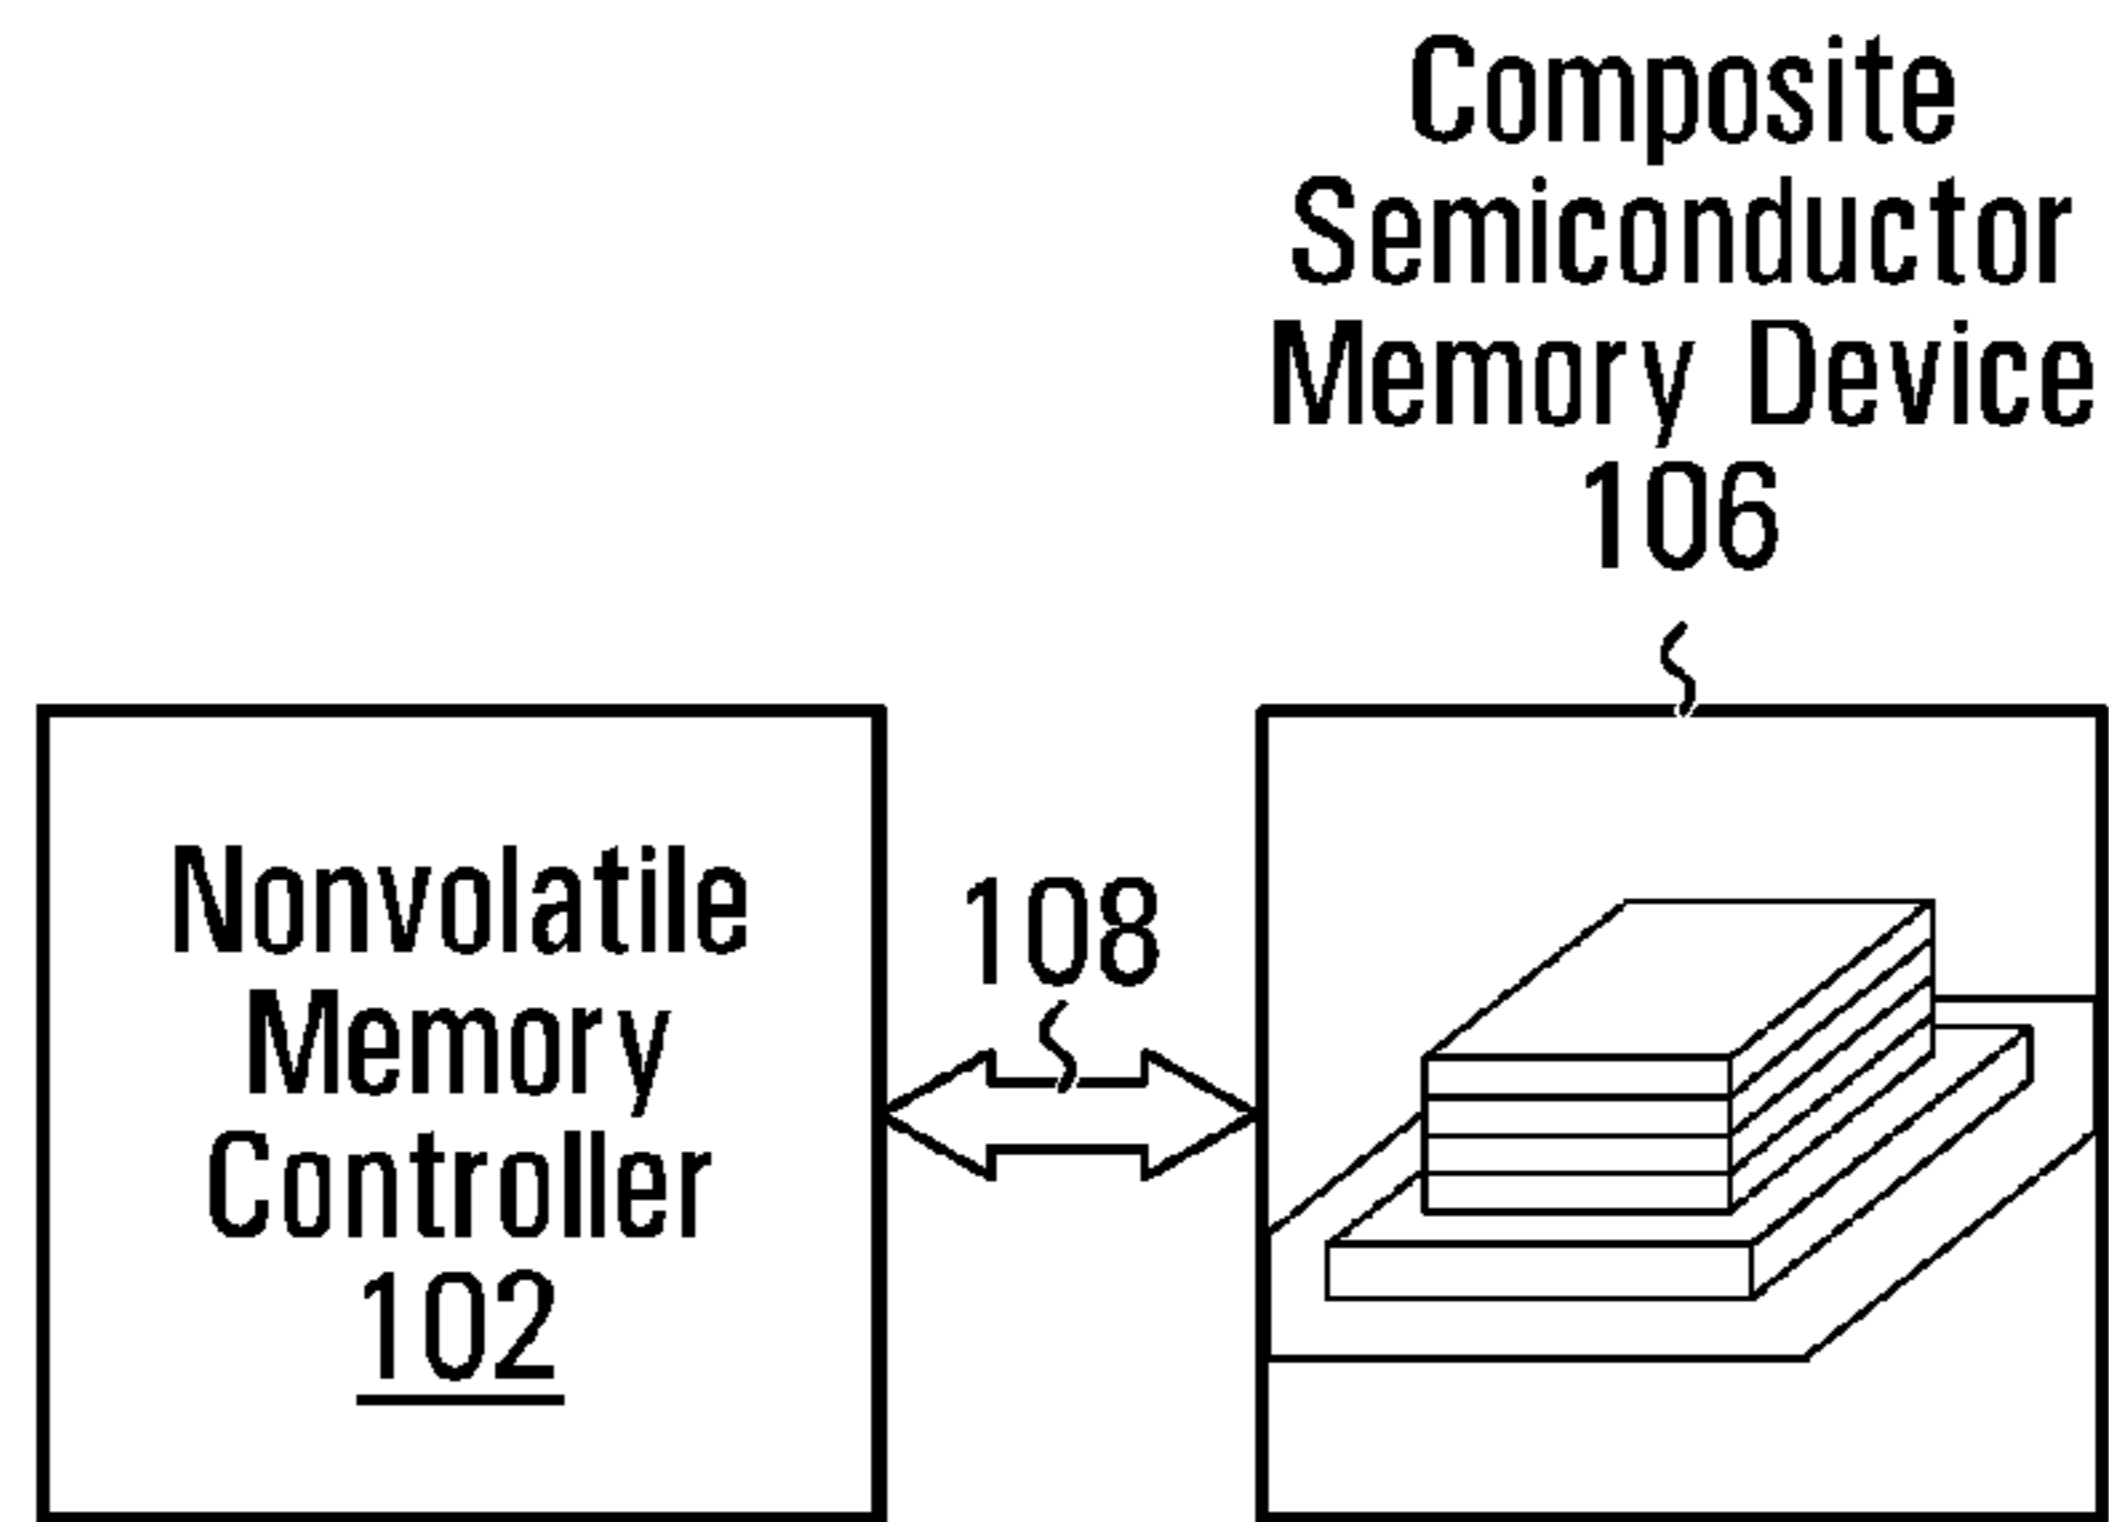 Composite
Semiconductor
Memory Device
106
Nonvolatile
Memory
Controller
102
108